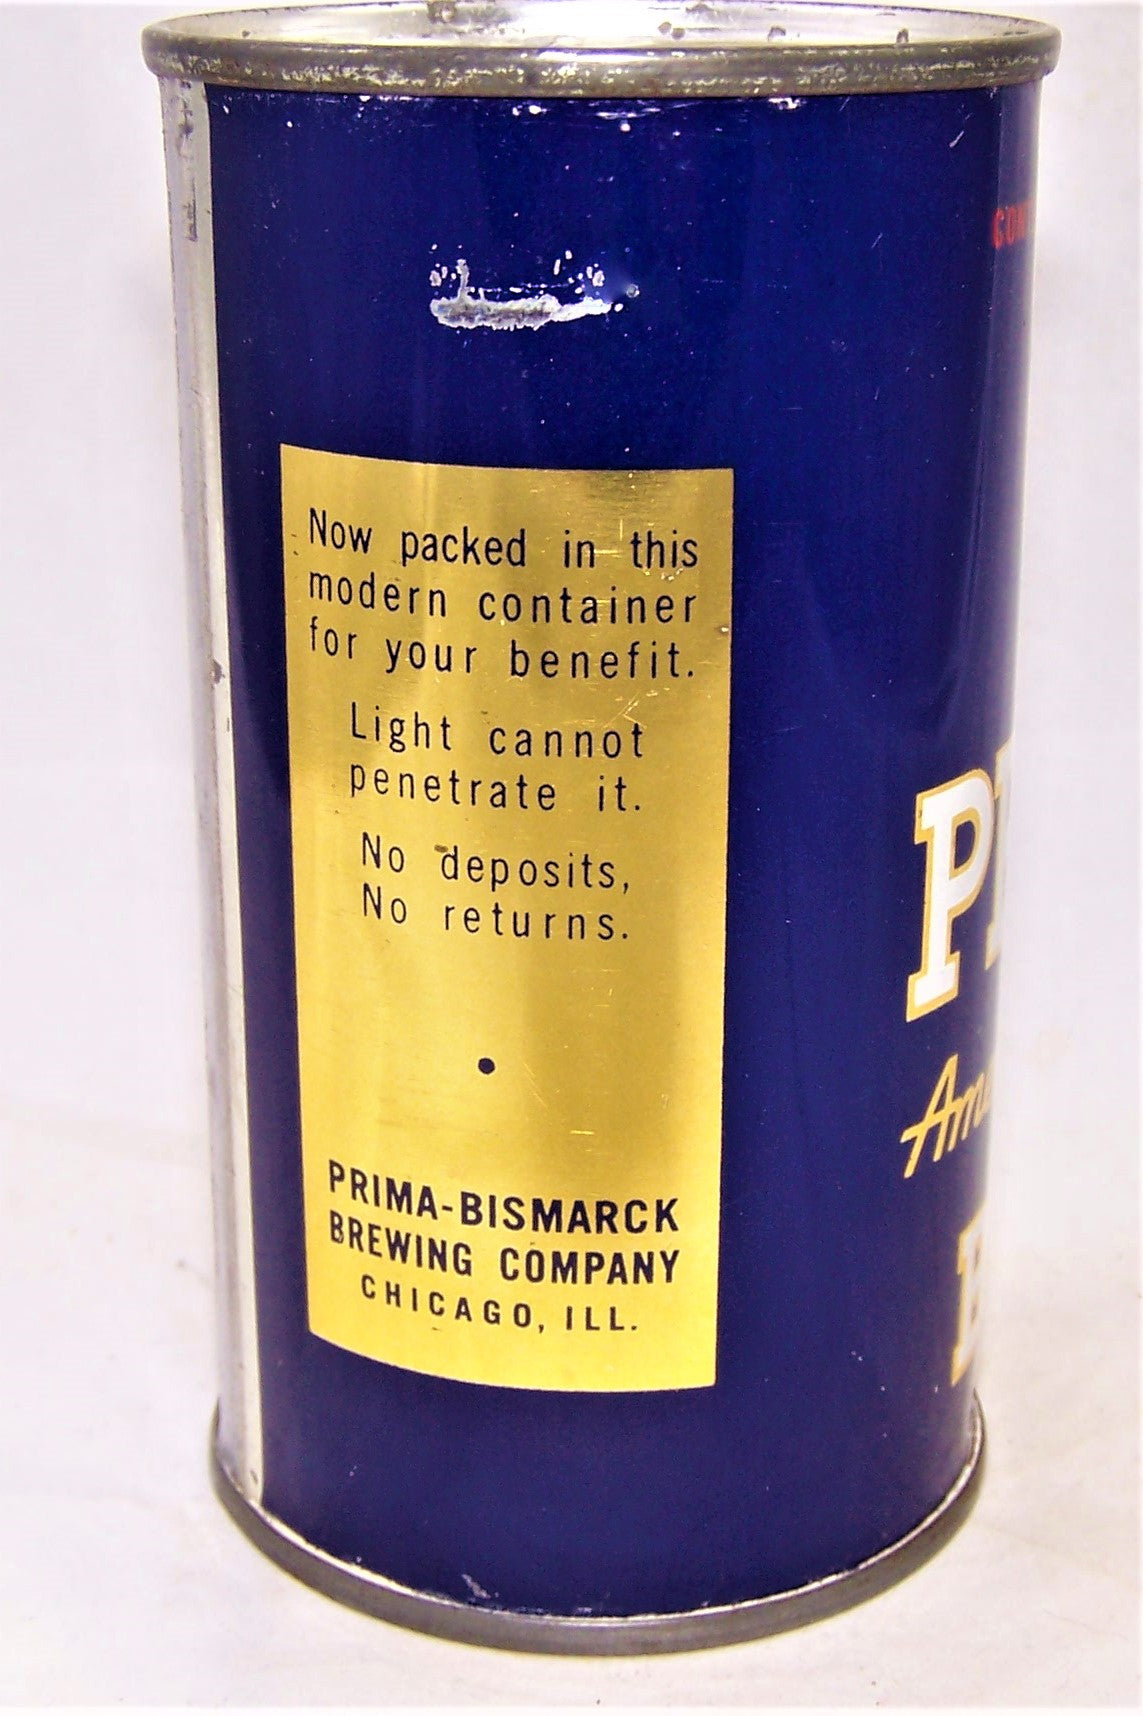 Now packed in this
modern container
for your benefit.
Light cannot
penetrate it.
No deposits,
No returns.
PRIMA-BISMARCK
BREWING COMPANY
CHICAGO, ILL.